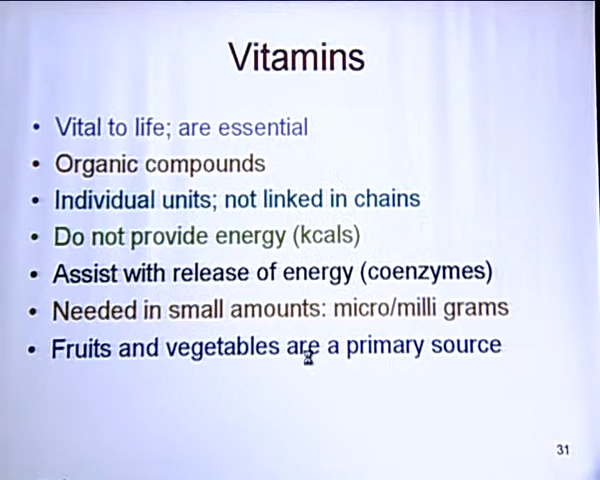 Vitamins
• Vital to life; are essential
• Organic compounds
• Individual units; not linked in chains
• Do not provide energy (kcals)
• Assist with release of energy (coenzymes)
• Needed in small amounts: micro/milli grams
• Fruits and vegetables are a primary source
31